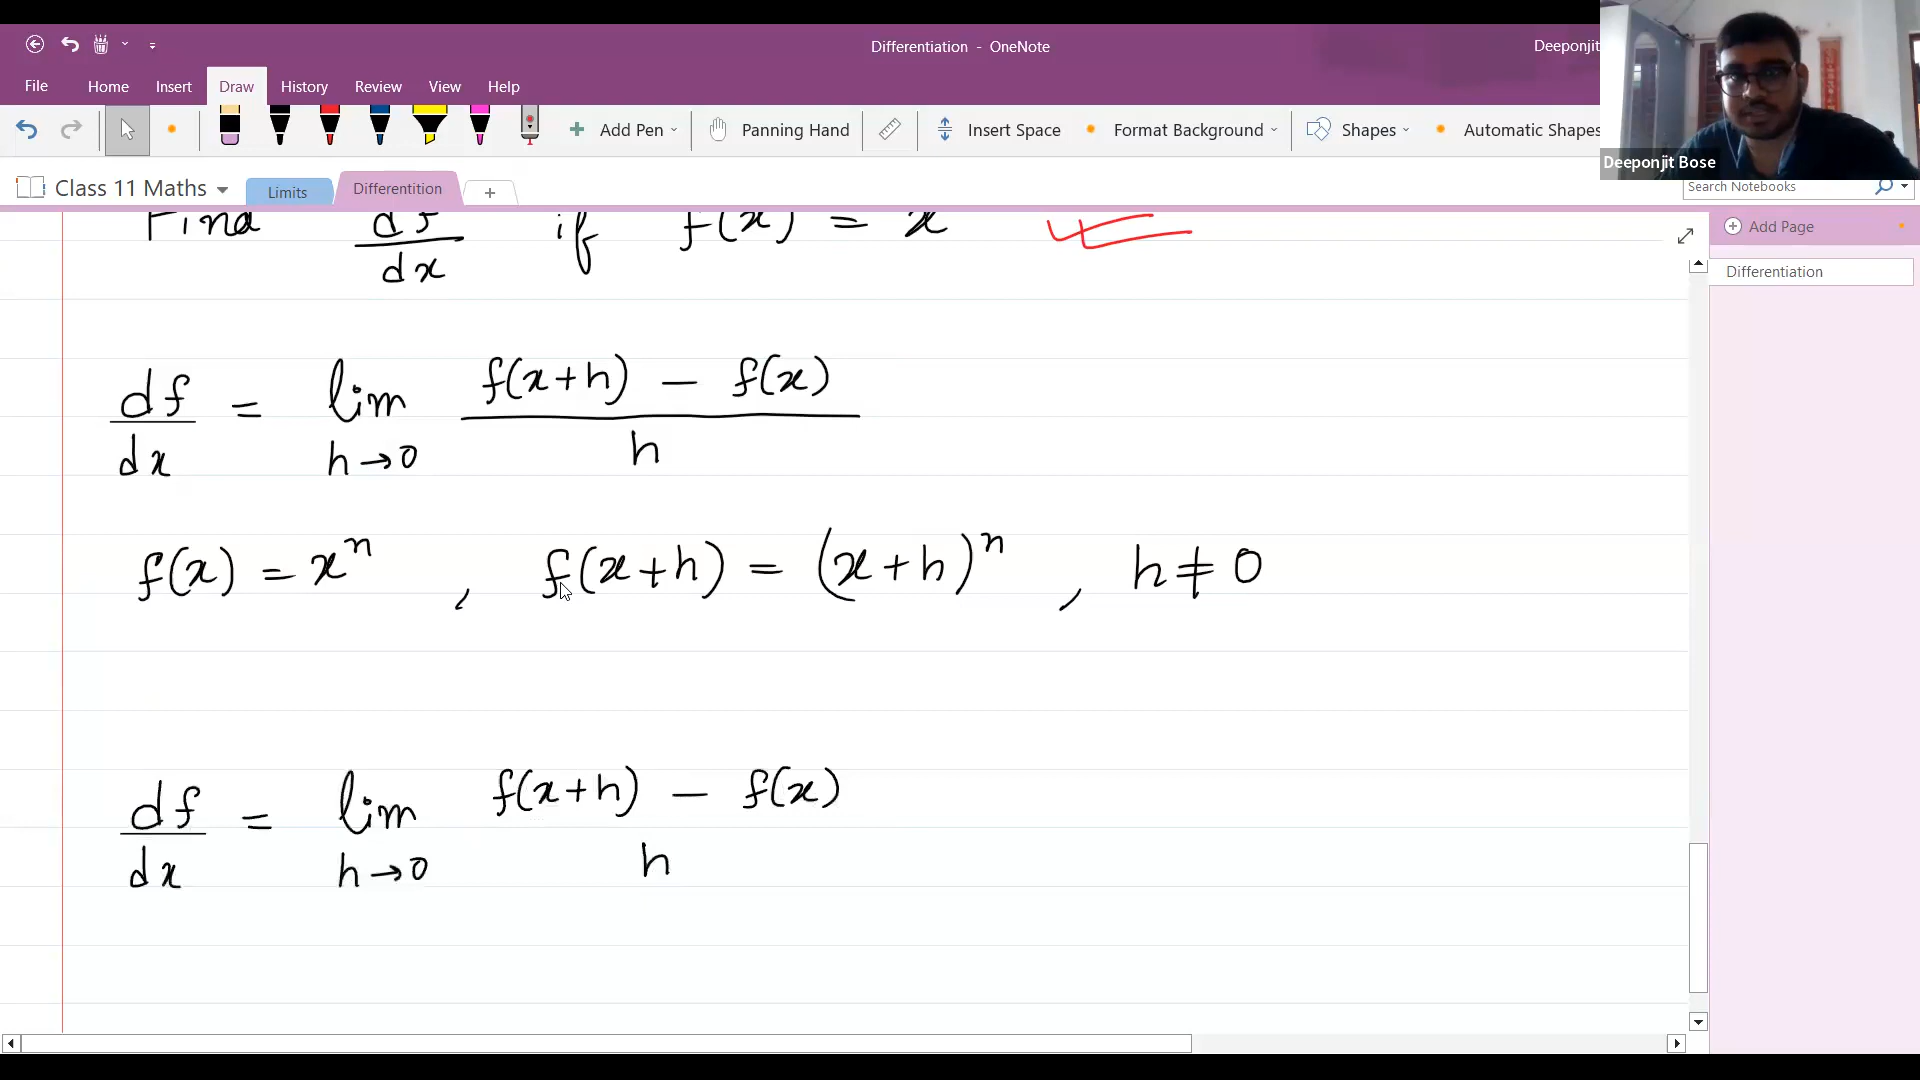 Differentiation - OneNote
Deeponjit
File Home Insert Draw History Review View Help
Add Pen Panning Hand Insert Space Format Background Shapes Automatic Shapes
Deeponjit Bose
Class 11 Maths Limits Differentition +
Search Notebooks
Add Page
Differentiation
Find df/dx if f(x) = x
df/dx = lim h→0 f(x+h) – f(x) / h
f(x) = xⁿ , f(x+h) = (x+h)ⁿ , h ≠ 0
df/dx = lim h→0 f(x+h) – f(x) h